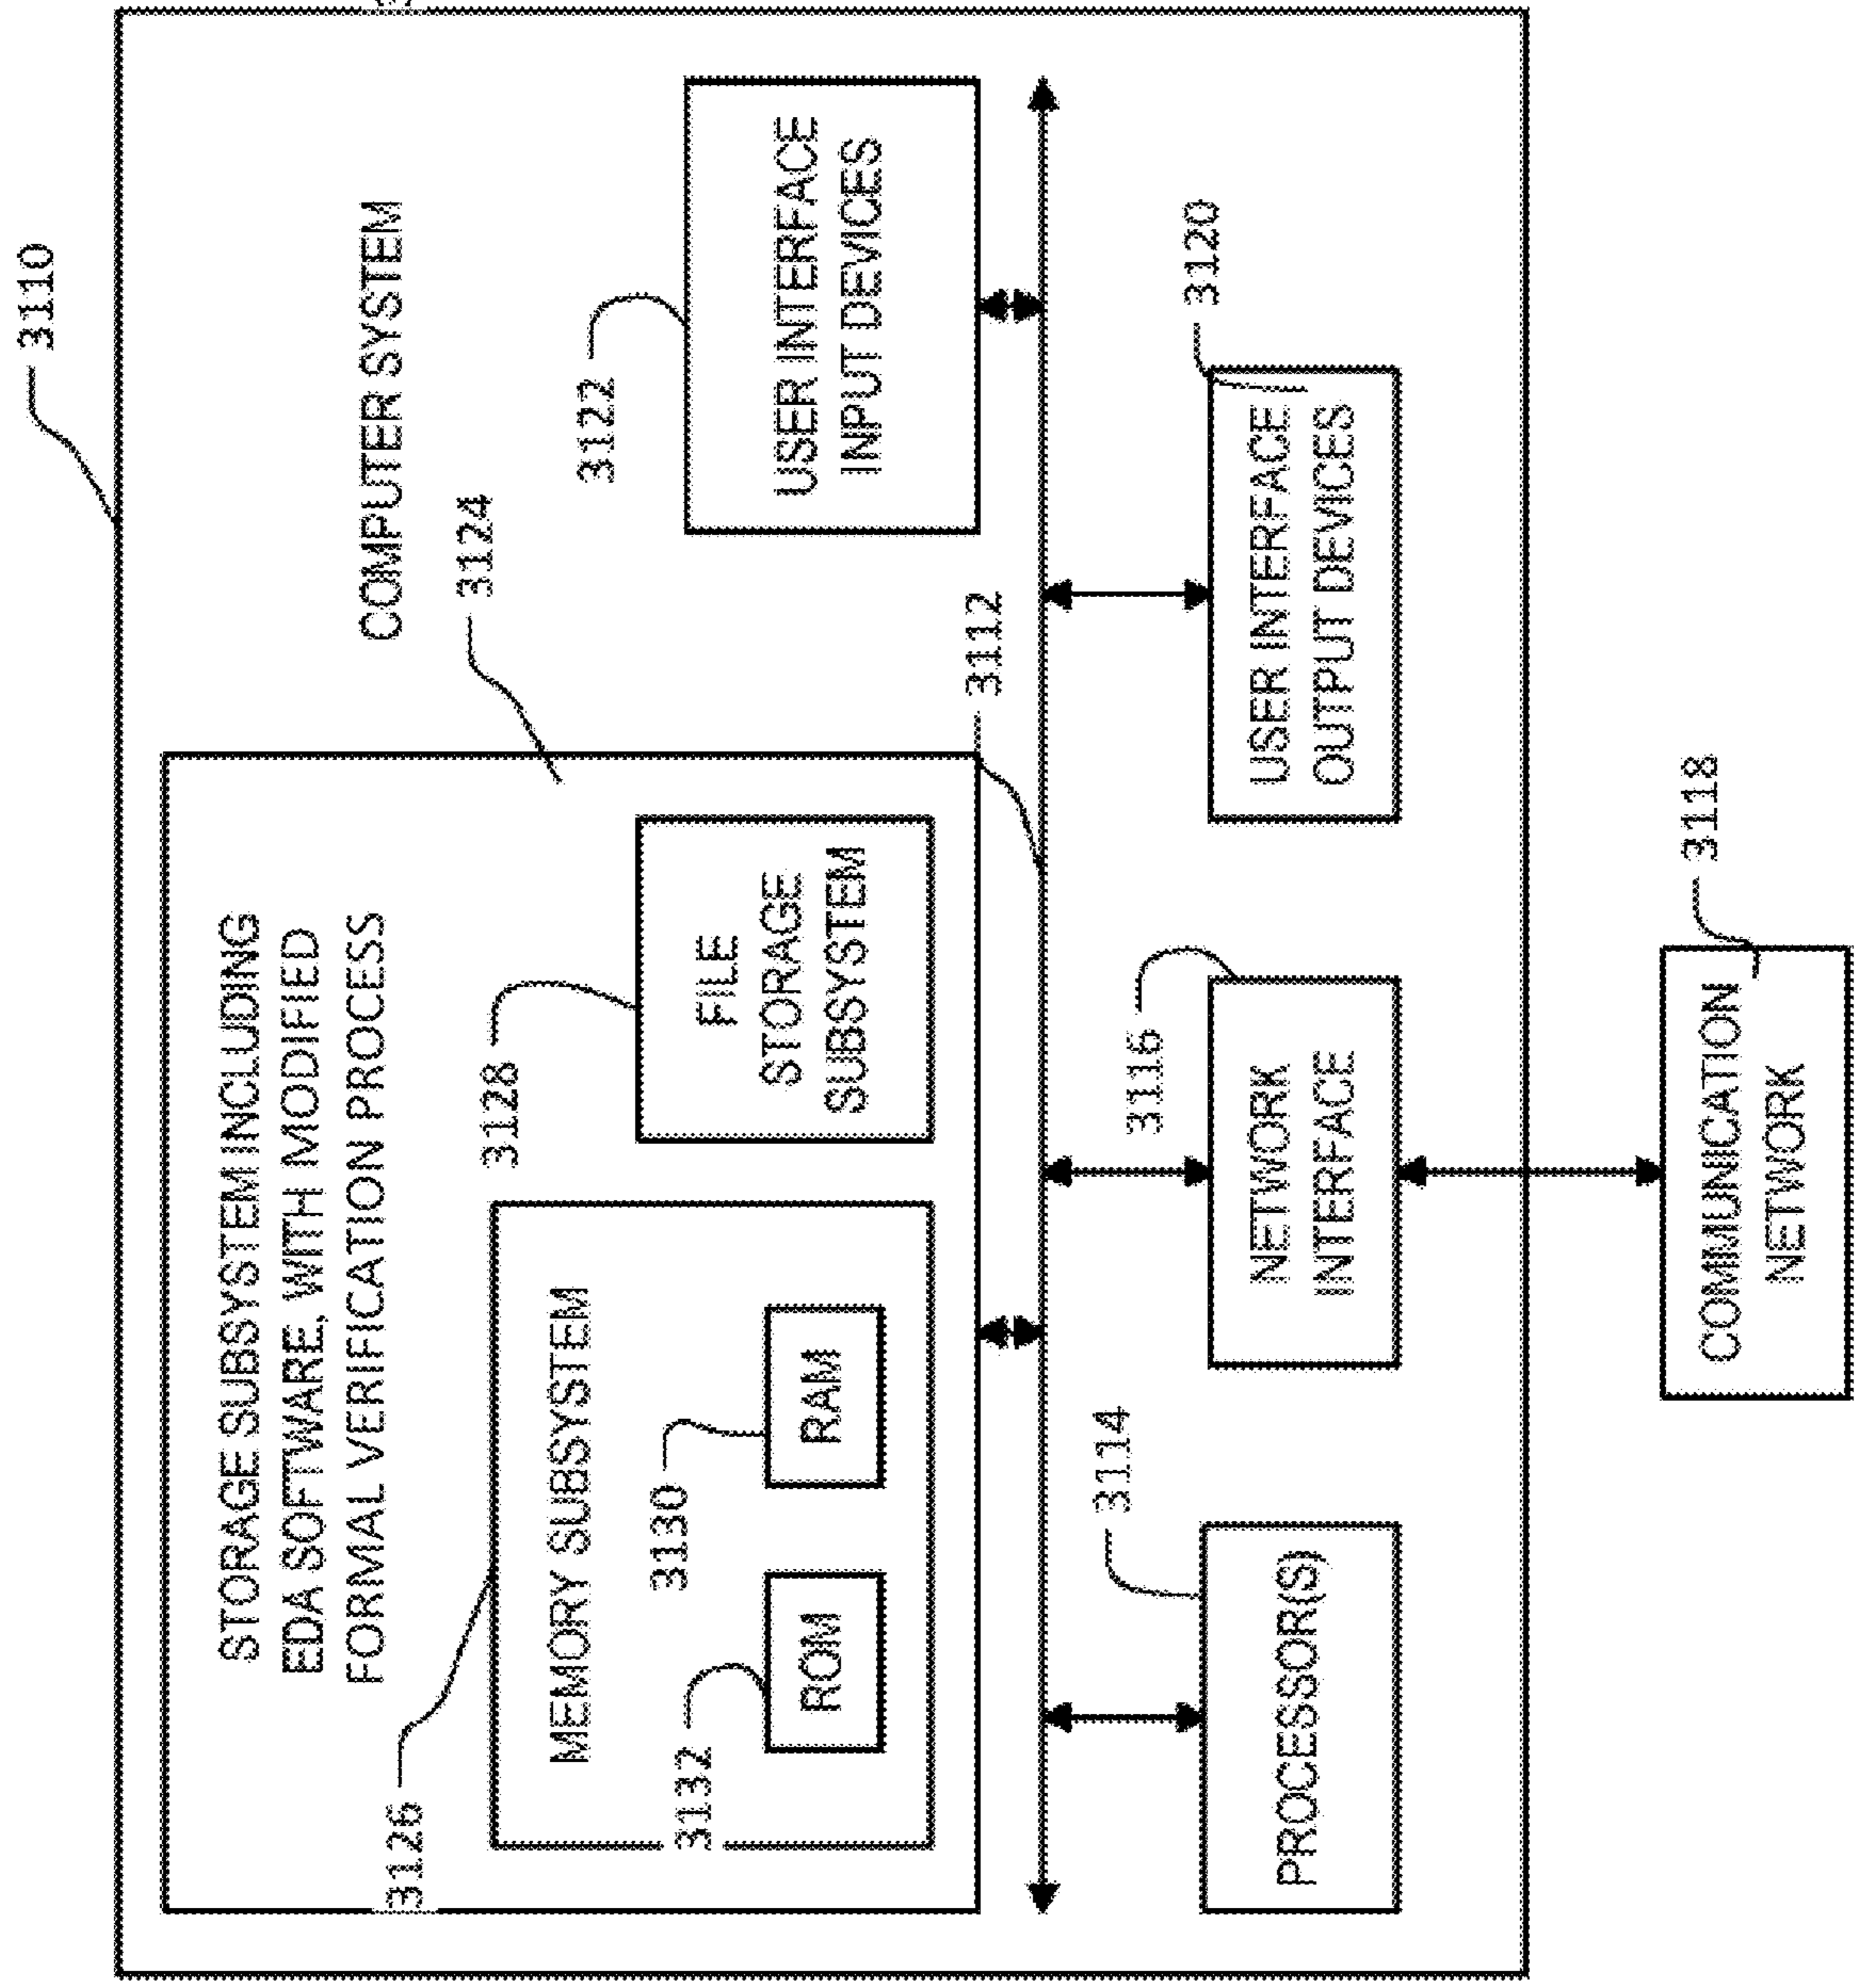 3110
COMPUTER SYSTEM
STORAGE SUBSYSTEM INCLUDING
EDA SOFTWARE, WITH MODIFIED
FORMAL VERIFICATION PROCESS
3124
3126
MEMORY SUBSYSTEM
3132
ROM
3130
RAM
3128
FILE
STORAGE
SUBSYSTEM
3122
USER INTERFACE
INPUT DEVICES
3112
3114
PROCESSOR(S)
3116
NETWORK
INTERFACE
3120
USER INTERFACE
OUTPUT DEVICES
3118
COMMUNICATION
NETWORK